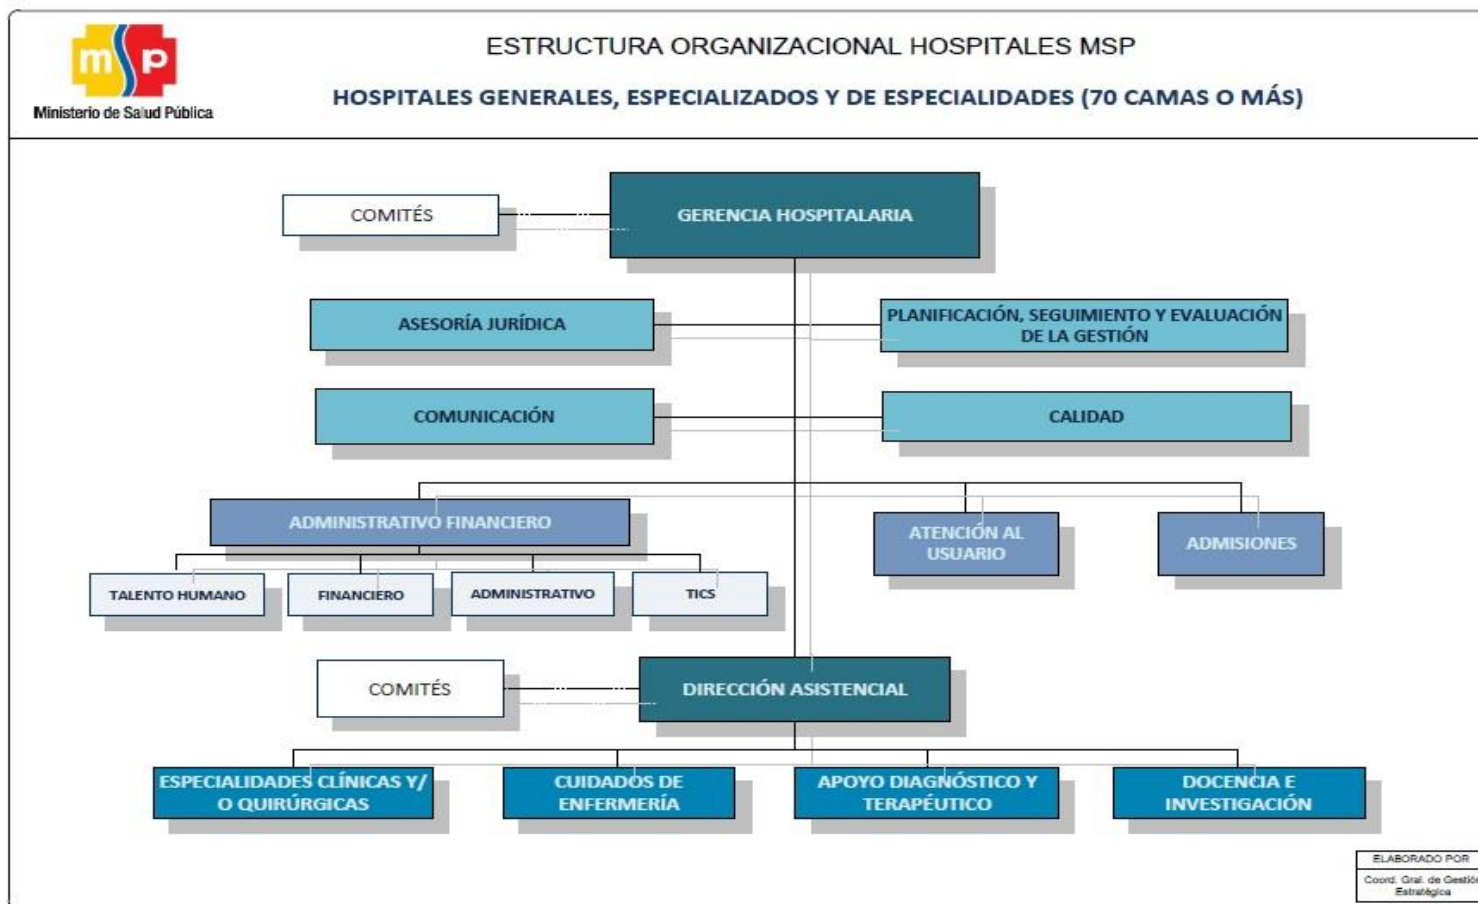 ESTRUCTURA ORGANIZACIONAL HOSPITALES MSP
msp
Ministerio de Salud Pública
HOSPITALES GENERALES, ESPECIALIZADOS Y DE ESPECIALIDADES (70 CAMAS O MÁS)
COMITÉS
GERENCIA HOSPITALARIA
ASESORÍA JURÍDICA
PLANIFICACIÓN, SEGUIMIENTO Y EVALUACIÓN
DE LA GESTIÓN
COMUNICACIÓN
CALIDAD
ADMINISTRATIVO FINANCIERO
ATENCIÓN AL
USUARIO
ADMISIONES
TALENTO HUMANO
FINANCIERO
ADMINISTRATIVO
TICS
COMITÉS
DIRECCIÓN ASISTENCIAL
ESPECIALIDADES CLÍNICAS Y/
O QUIRÚRGICAS
CUIDADOS DE
ENFERMERÍA
APOYO DIAGNÓSTICO Y
TERAPÉUTICO
DOCENCIA E
INVESTIGACIÓN
ELABORADO POR
Coord. Gral. de Gestión
Estratégica